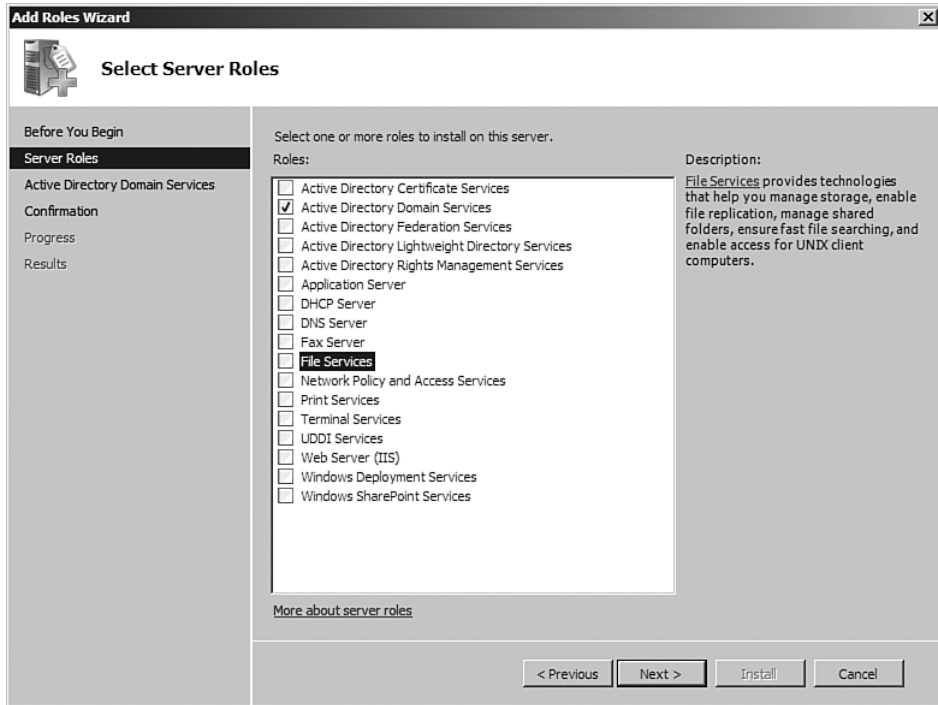 Add Roles Wizard
Select Server Roles
Before You Begin
Server Roles
Active Directory Domain Services
Confirmation
Progress
Results
Select one or more roles to install on this server.
Roles:
Active Directory Certificate Services
Active Directory Domain Services
Active Directory Federation Services
Active Directory Lightweight Directory Services
Active Directory Rights Management Services
Application Server
DHCP Server
DNS Server
Fax Server
File Services
Network Policy and Access Services
Print Services
Terminal Services
UDDI Services
Web Server (IIS)
Windows Deployment Services
Windows SharePoint Services
More about server roles
Description:
File Services provides technologies
that help you manage storage, enable
file replication, manage shared
folders, ensure fast file searching, and
enable access for UNIX client
computers.
< Previous
Next >
Install
Cancel